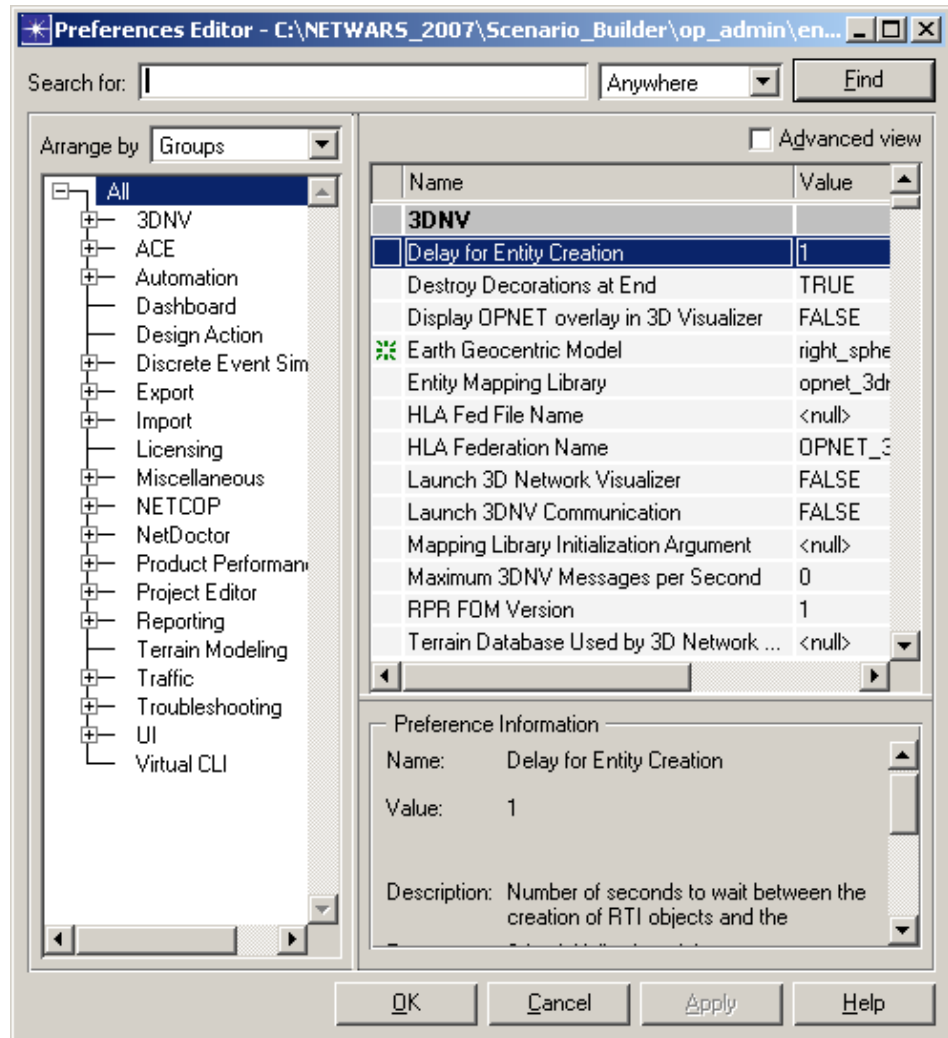 Preferences Editor - C:\NETWARS_2007\Scenario_Builder\op_admin\en...
Search for: Anywhere Find
Arrange by Groups
All
3DNV
ACE
Automation
Dashboard
Design Action
Discrete Event Sim
Export
Import
Licensing
Miscellaneous
NETCOP
NetDoctor
Product Performan
Project Editor
Reporting
Terrain Modeling
Traffic
Troubleshooting
UI
Virtual CLI
Advanced view
Name Value
3DNV
Delay for Entity Creation 1
Destroy Decorations at End TRUE
Display OPNET overlay in 3D Visualizer FALSE
Earth Geocentric Model right_sphe
Entity Mapping Library opnet_3dn
HLA Fed File Name <null>
HLA Federation Name OPNET_3
Launch 3D Network Visualizer FALSE
Launch 3DNV Communication FALSE
Mapping Library Initialization Argument <null>
Maximum 3DNV Messages per Second 0
RPR FOM Version 1
Terrain Database Used by 3D Network ... <null>
Preference Information
Name: Delay for Entity Creation
Value: 1
Description: Number of seconds to wait between the
creation of RTI objects and the
OK Cancel Apply Help